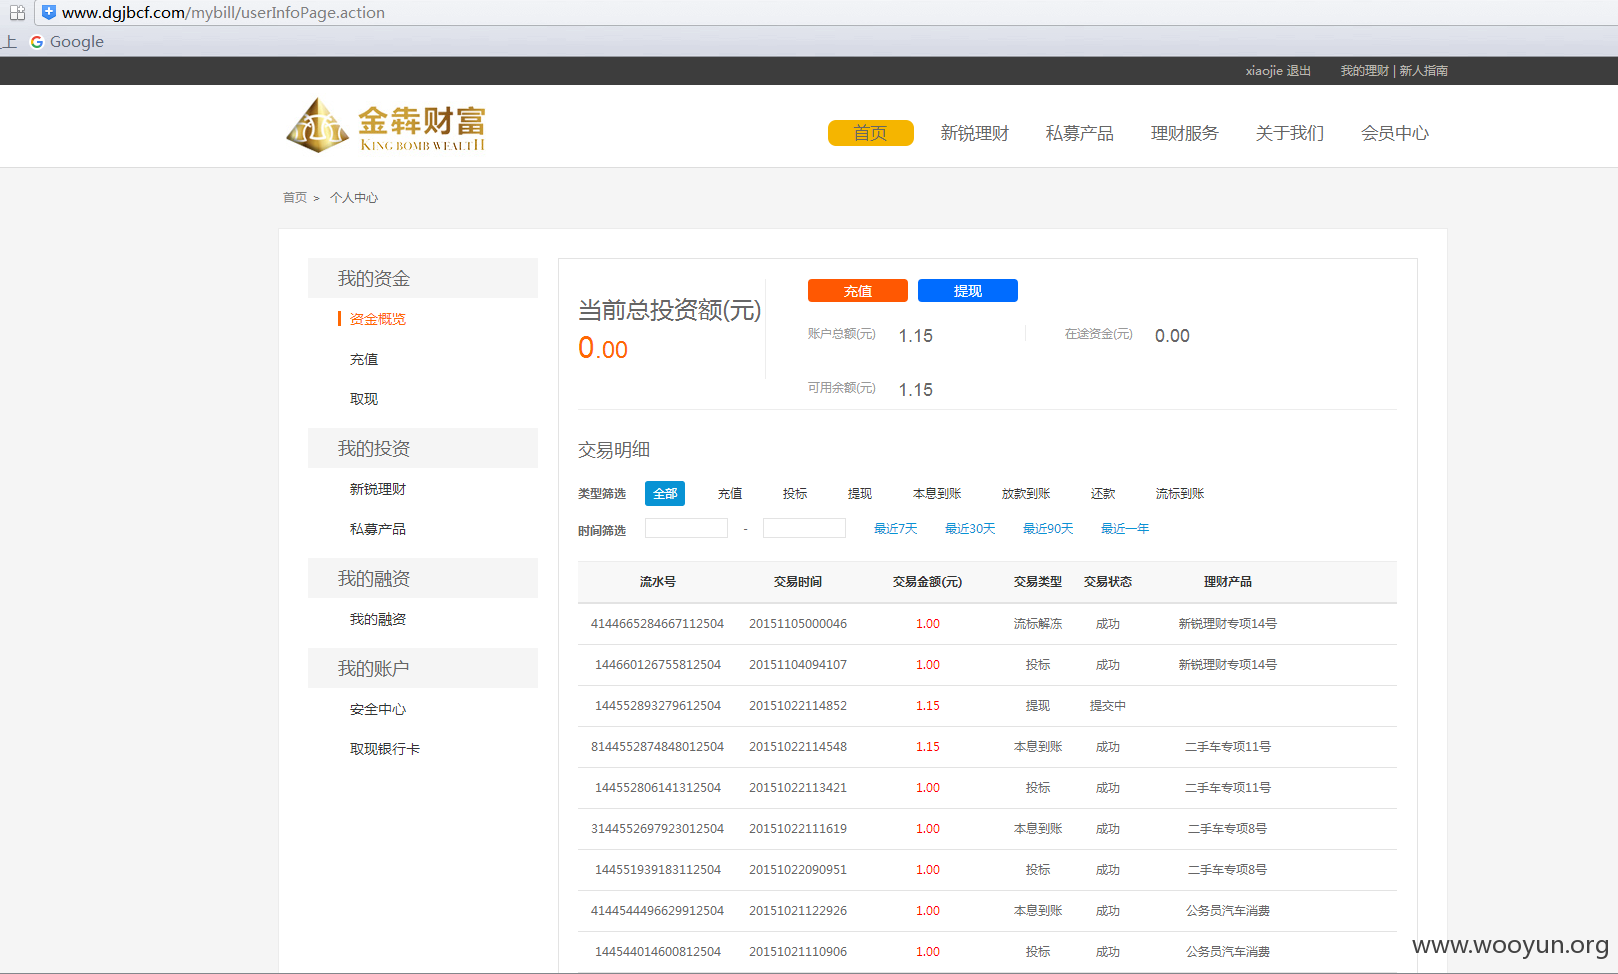 www.dgjbcf.com/mybill/userInfoPage.action
上 Google
xiaojie 退出 我的理财 | 新人指南
金犇财富
KING BOMB WEALTH
首页 新锐理财 私募产品 理财服务 关于我们 会员中心
首页 > 个人中心
我的资金
资金概览
充值
取现
我的投资
新锐理财
私募产品
我的融资
我的融资
我的账户
安全中心
取现银行卡
当前总投资额(元)
0.00
充值 提现
账户总额(元) 1.15 在途资金(元) 0.00
可用余额(元) 1.15
交易明细
类型筛选 全部 充值 投标 提现 本息到账 放款到账 还款 流标到账
时间筛选 - 最近7天 最近30天 最近90天 最近一年
流水号 交易时间 交易金额(元) 交易类型 交易状态 理财产品
4144665284667112504 20151105000046 1.00 流标解冻 成功 新锐理财专项14号
144660126755812504 20151104094107 1.00 投标 成功 新锐理财专项14号
144552893279612504 20151022114852 1.15 提现 提交中
8144552874848012504 20151022114548 1.15 本息到账 成功 二手车专项11号
144552806141312504 20151022113421 1.00 投标 成功 二手车专项11号
3144552697923012504 20151022111619 1.00 本息到账 成功 二手车专项8号
144551939183112504 20151022090951 1.00 投标 成功 二手车专项8号
4144544496629912504 20151021122926 1.00 本息到账 成功 公务员汽车消费
144544014600812504 20151021110906 1.00 投标 成功 公务员汽车消费
www.wooyun.org